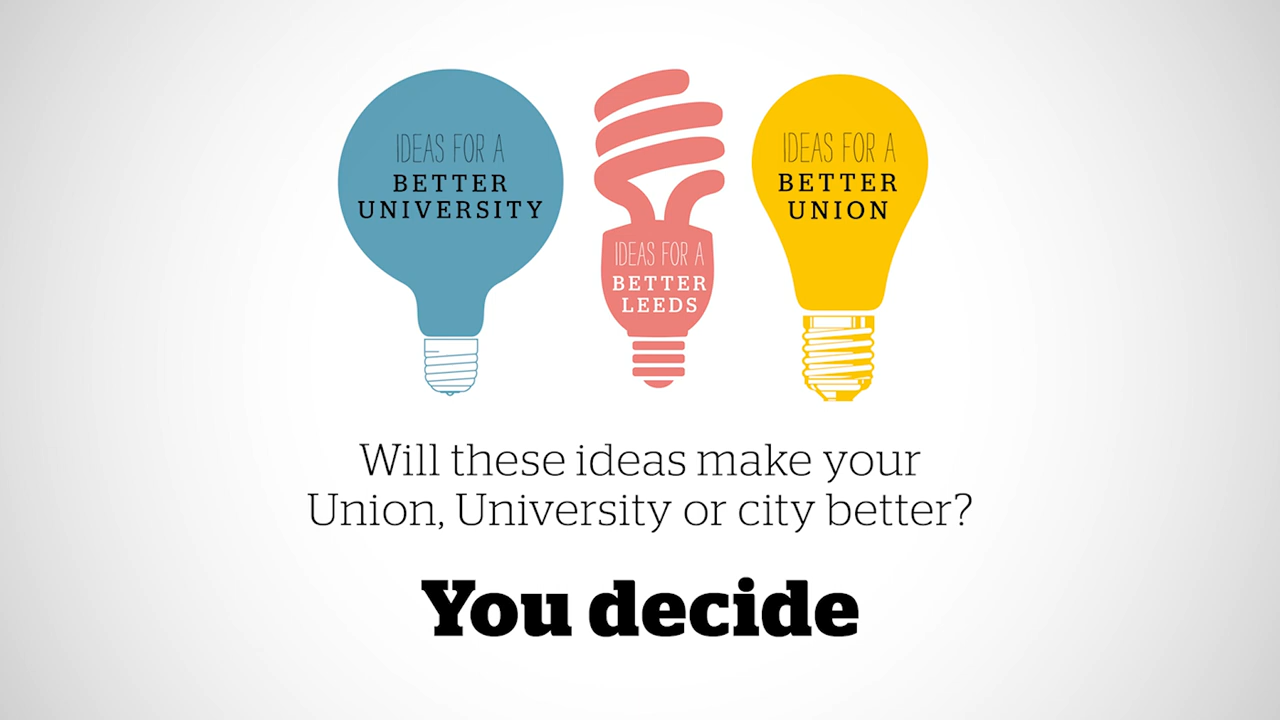 IDEAS FOR A
BETTER
UNIVERSITY
IDEAS FOR A
BETTER
LEEDS
IDEAS FOR A
BETTER
UNION
Will these ideas make your
Union, University or city better?
You decide